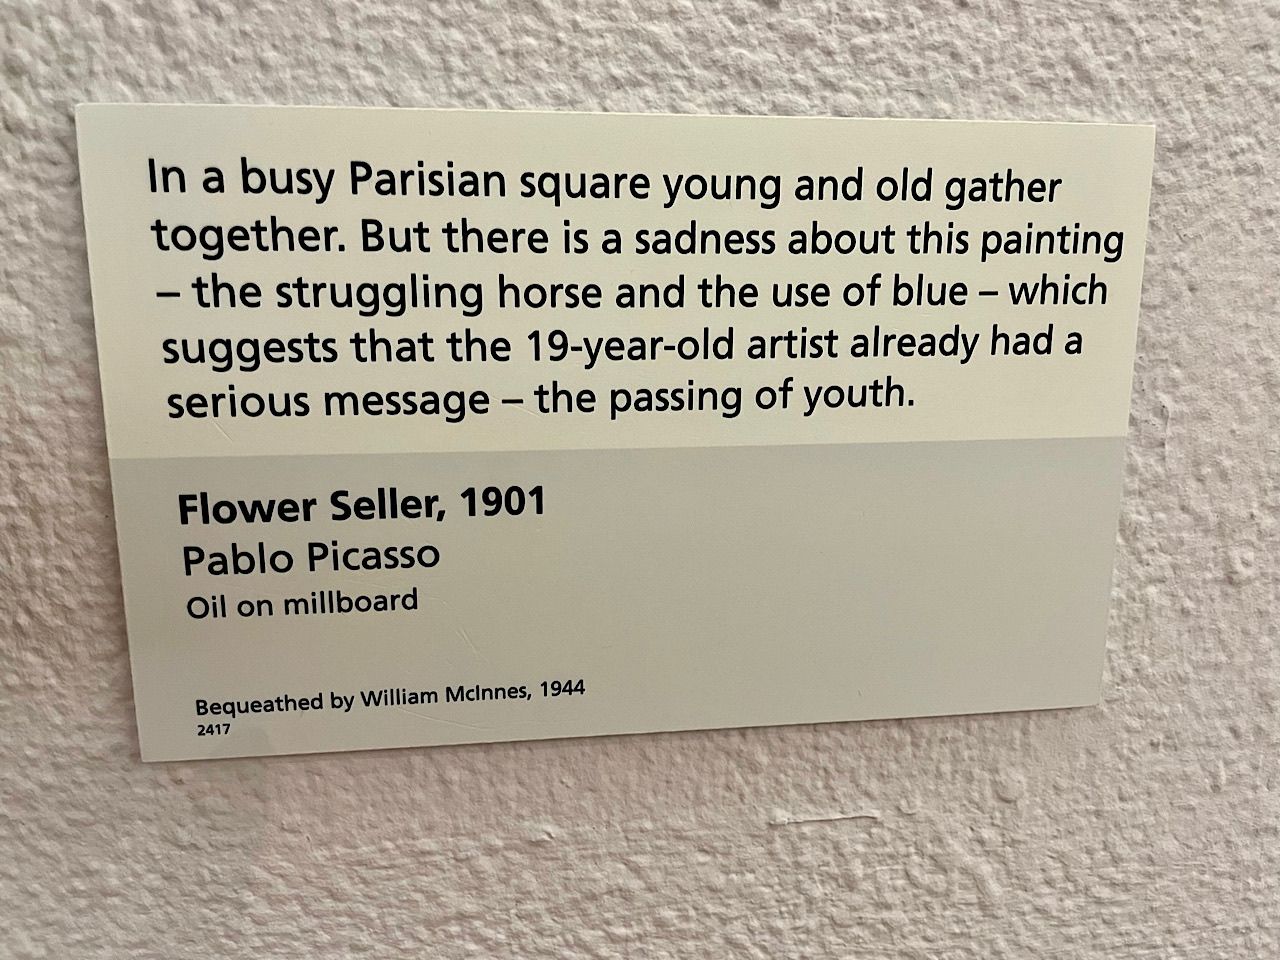 In a busy Parisian square young and old gather
together. But there is a sadness about this painting
– the struggling horse and the use of blue – which
suggests that the 19-year-old artist already had a
serious message – the passing of youth.
Flower Seller, 1901
Pablo Picasso
Oil on millboard
Bequeathed by William McInnes, 1944
2417